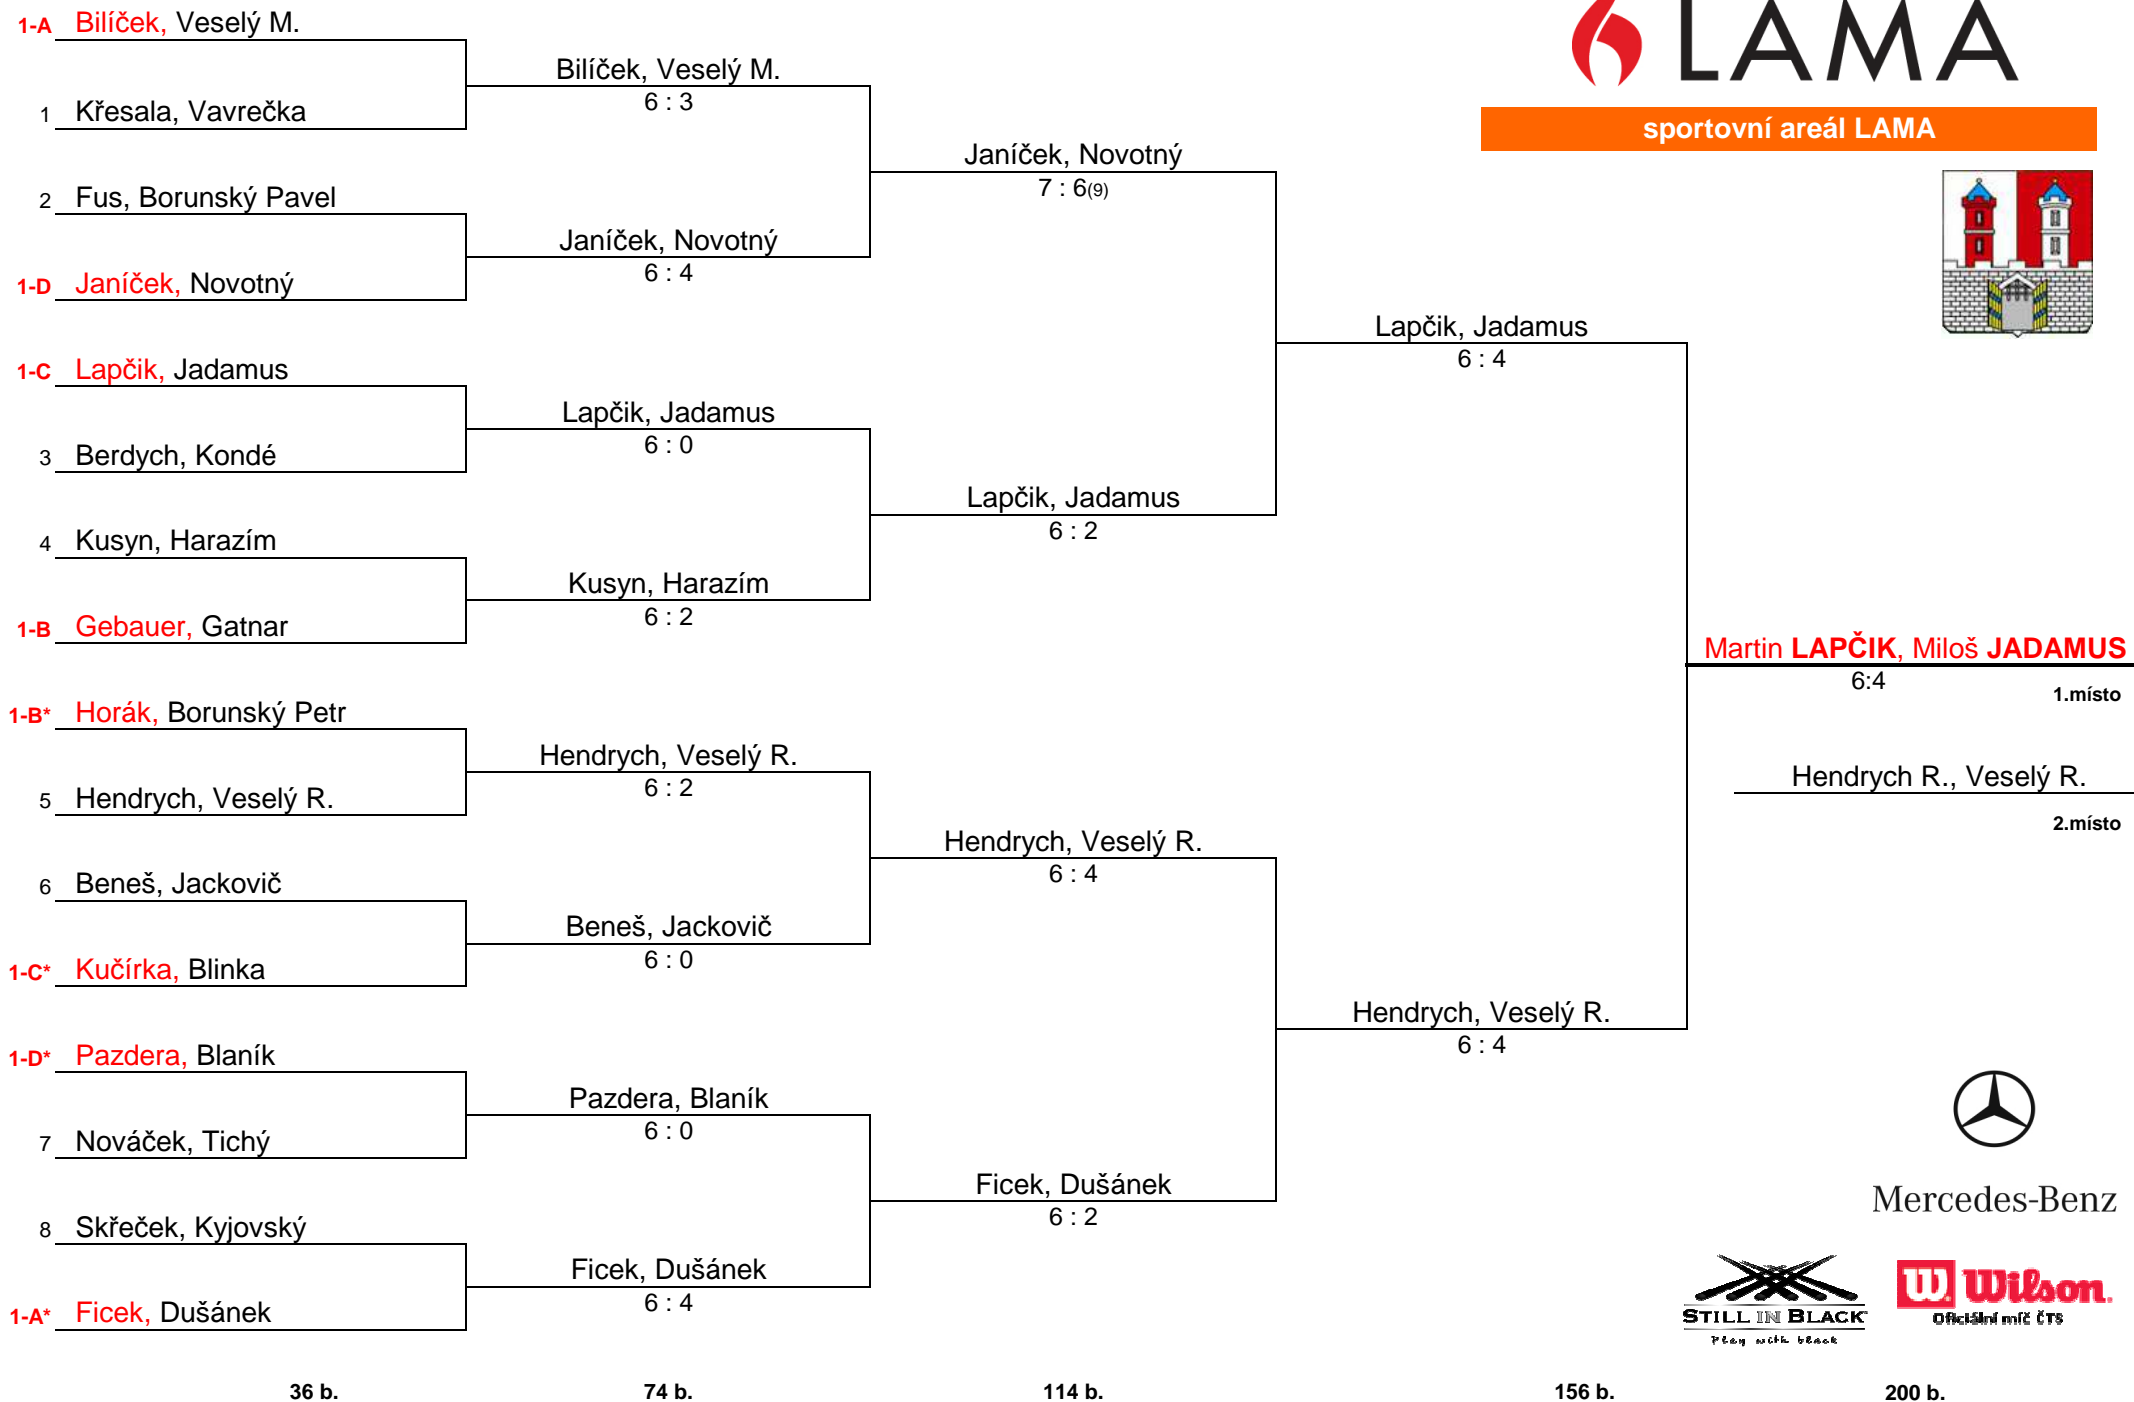 LAMA
sportovní areál LAMA
1-A Bilíček, Veselý M.
1 Křesala, Vavrečka
2 Fus, Borunský Pavel
1-D Janíček, Novotný
1-C Lapčik, Jadamus
3 Berdych, Kondé
4 Kusyn, Harazím
1-B Gebauer, Gatnar
1-B* Horák, Borunský Petr
5 Hendrych, Veselý R.
6 Beneš, Jackovič
1-C* Kučírka, Blinka
1-D* Pazdera, Blaník
7 Nováček, Tichý
8 Skřeček, Kyjovský
1-A* Ficek, Dušánek
Bilíček, Veselý M.
6 : 3
Janíček, Novotný
6 : 4
Lapčik, Jadamus
6 : 0
Kusyn, Harazím
6 : 2
Hendrych, Veselý R.
6 : 2
Beneš, Jackovič
6 : 0
Pazdera, Blaník
6 : 0
Ficek, Dušánek
6 : 4
Janíček, Novotný
7 : 6(9)
Lapčik, Jadamus
6 : 2
Hendrych, Veselý R.
6 : 4
Ficek, Dušánek
6 : 2
Lapčik, Jadamus
6 : 4
Hendrych, Veselý R.
6 : 4
Martin LAPČIK, Miloš JADAMUS
6:4
1.místo
Hendrych R., Veselý R.
2.místo
Mercedes-Benz
STILL IN BLACK
Play with black
W Wilson.
Oficiální míč ČTS
36 b. 74 b. 114 b. 156 b. 200 b.